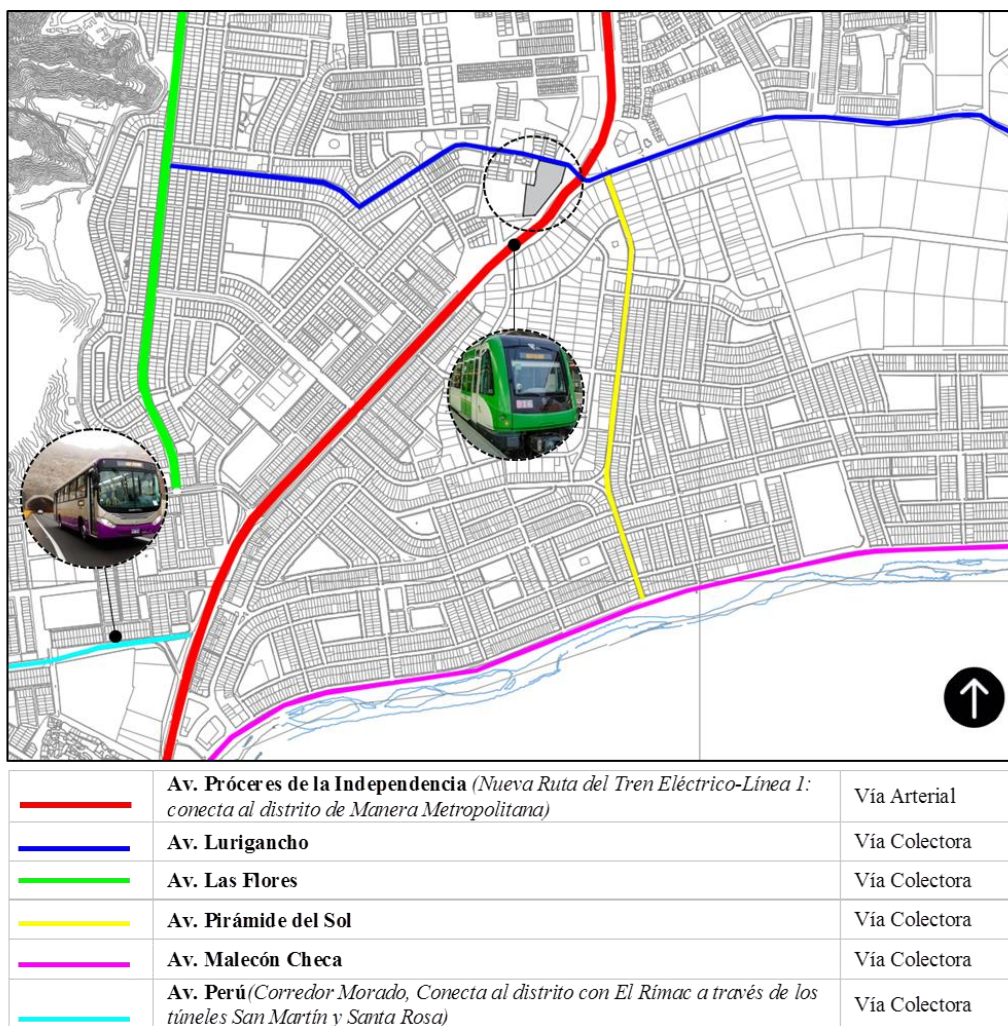 016
Av. Próceres de la Independencia (Nueva Ruta del Tren Eléctrico-Línea 1:
conecta al distrito de Manera Metropolitana)
Vía Arterial
Av. Lurigancho
Vía Colectora
Av. Las Flores
Vía Colectora
Av. Pirámide del Sol
Vía Colectora
Av. Malecón Checa
Vía Colectora
Av. Perú(Corredor Morado, Conecta al distrito con El Rímac a través de los
túneles San Martín y Santa Rosa)
Vía Colectora